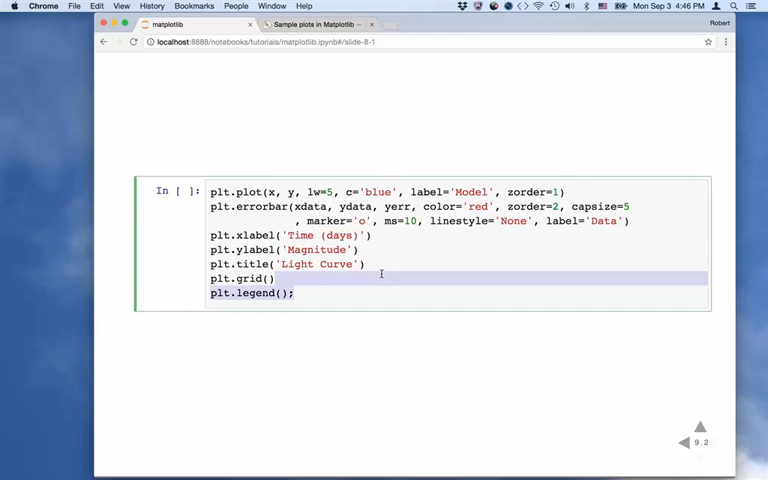 Chrome File Edit View History Bookmarks People Window Help Mon Sep 3 4:46 PM
matplotlib × Sample plots in Matplotlib × Robert
localhost:8888/notebooks/tutorials/matplotlib.ipynb#/slide-8-1
In [ ]: plt.plot(x, y, lw=5, c='blue', label='Model', zorder=1)
plt.errorbar(xdata, ydata, yerr, color='red', zorder=2, capsize=5
, marker='o', ms=10, linestyle='None', label='Data')
plt.xlabel('Time (days)')
plt.ylabel('Magnitude')
plt.title('Light Curve')
plt.grid()
plt.legend();
9.2